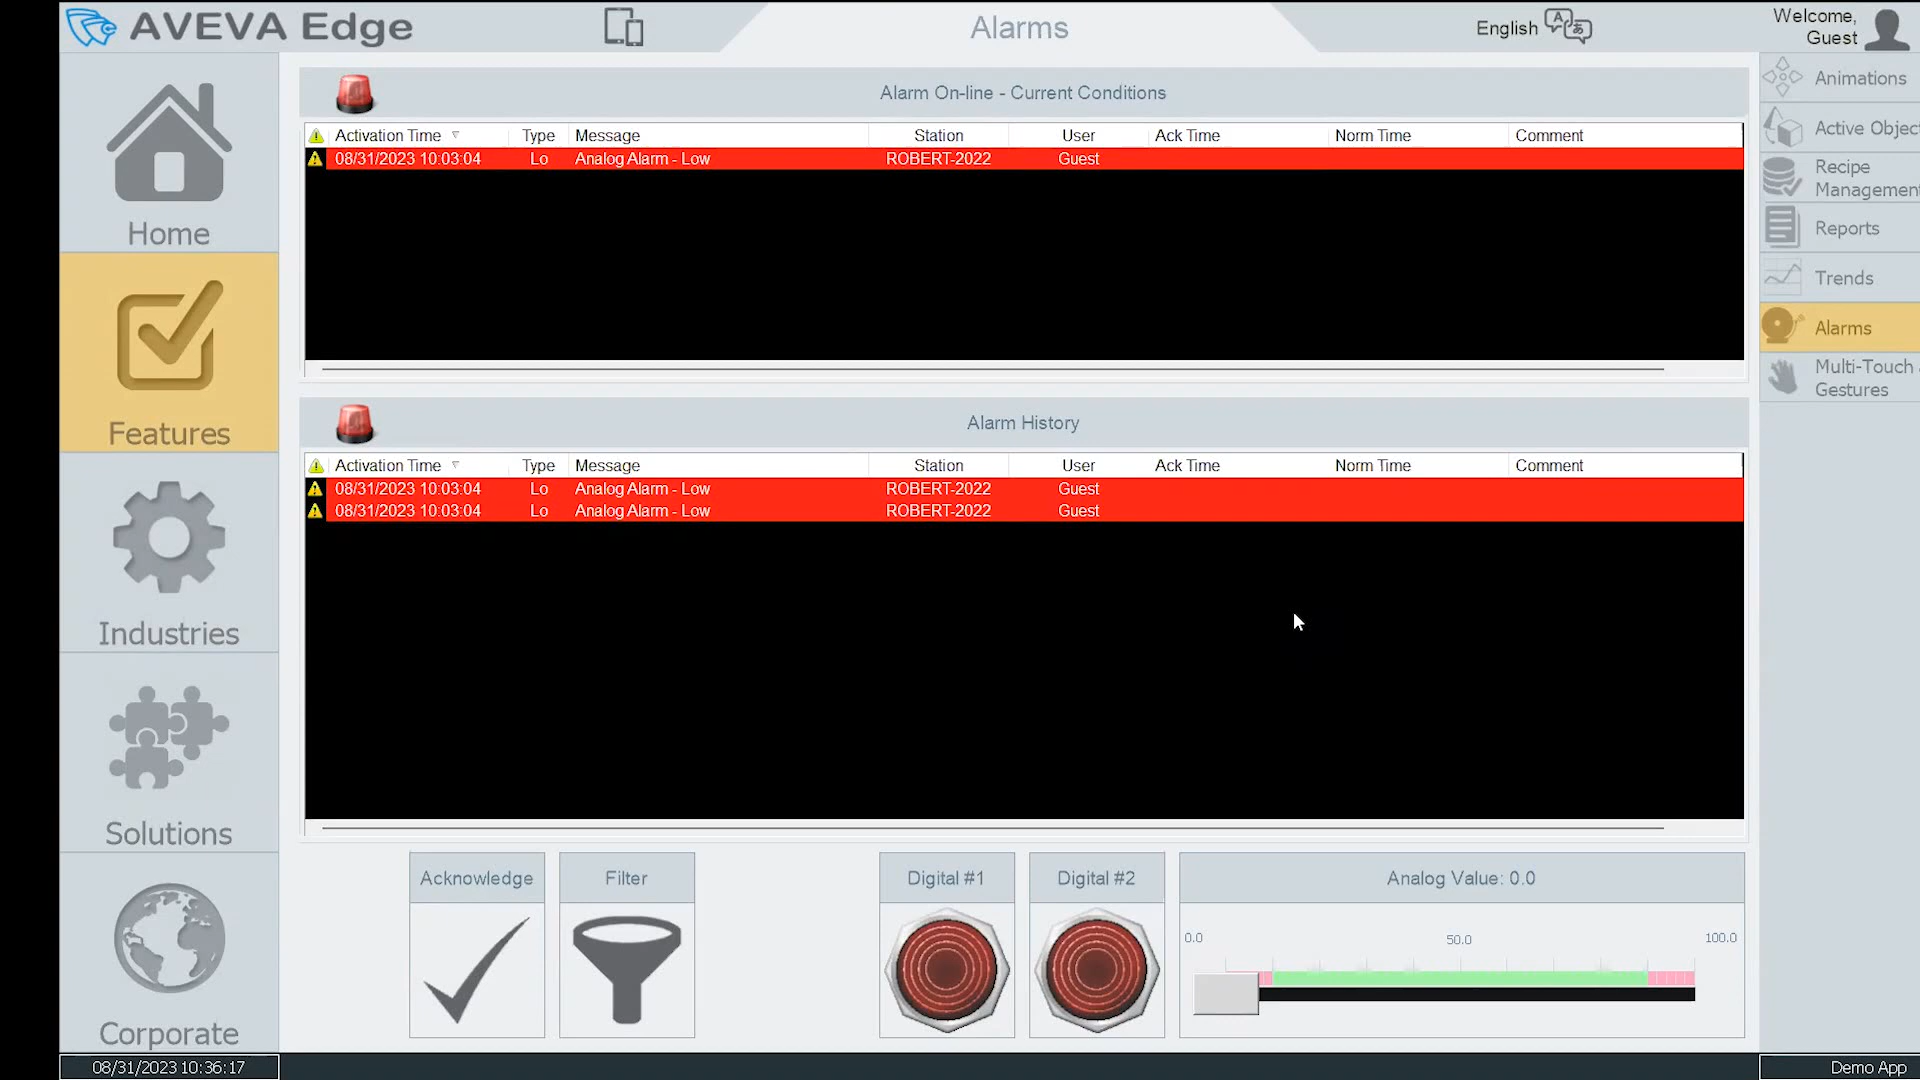 AVEVA Edge
Alarms
English
Welcome,
Guest
Home
Features
Industries
Solutions
Corporate
Alarm On-line - Current Conditions
Activation Time Type Message Station User Ack Time Norm Time Comment
08/31/2023 10:03:04 Lo Analog Alarm - Low ROBERT-2022 Guest
Alarm History
Activation Time Type Message Station User Ack Time Norm Time Comment
08/31/2023 10:03:04 Lo Analog Alarm - Low ROBERT-2022 Guest
08/31/2023 10:03:04 Lo Analog Alarm - Low ROBERT-2022 Guest
Acknowledge
Filter
Digital #1
Digital #2
Analog Value: 0.0
0.0 50.0 100.0
Animations
Active Objec
Recipe
Managemen
Reports
Trends
Alarms
Multi-Touch
Gestures
08/31/2023 10:36:17
Demo App